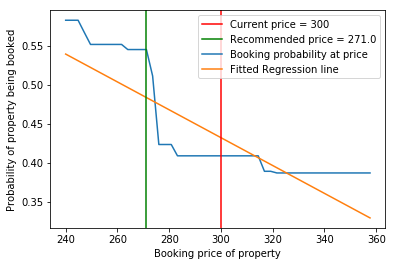 Current price = 300
Recommended price = 271.0
Booking probability at price
Fitted Regression line
Probability of property being booked
0.55
0.50
0.45
0.40
0.35
240
260
280
300
320
340
360
Booking price of property